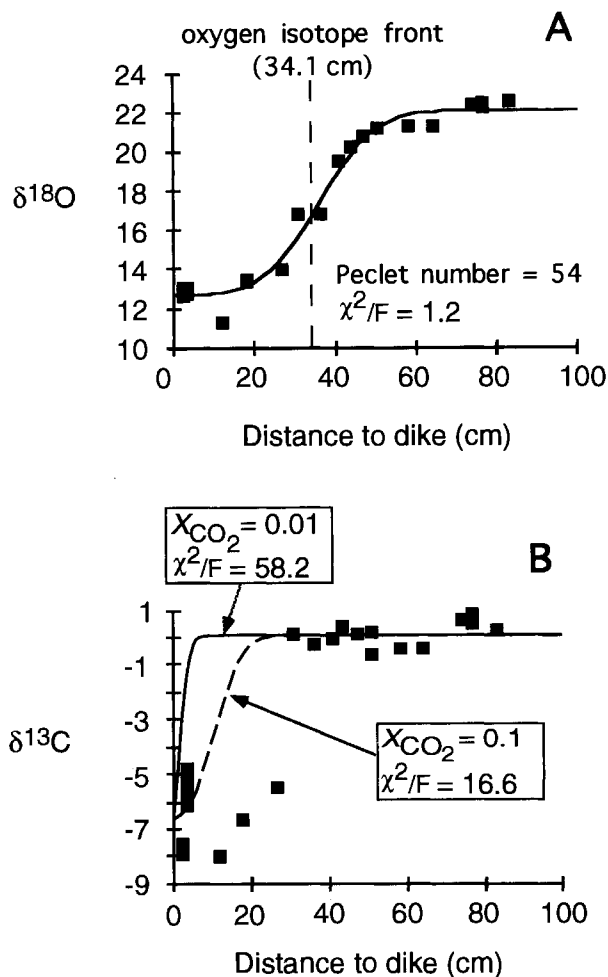 A
oxygen isotope front
(34.1 cm)
24
22
20
18
16
14
12
10
δ18O
Peclet number = 54
χ2/F = 1.2
0 20 40 60 80 100
Distance to dike (cm)
B
XCO2 = 0.01
χ2/F = 58.2
1
-1
-3
-5
-7
-9
δ13C
XCO2 = 0.1
χ2/F = 16.6
0 20 40 60 80 100
Distance to dike (cm)